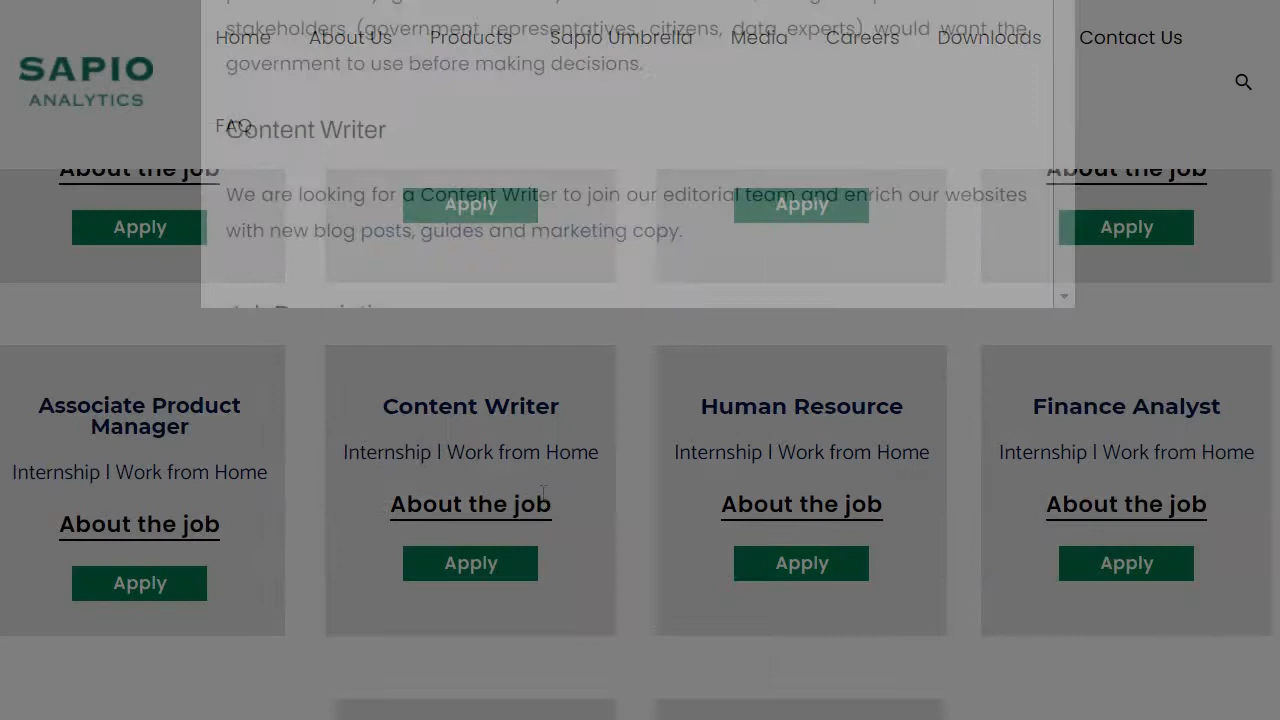 stakeholders (government representatives, citizens, data experts) would want the
Home About Us Products Sapio Umbrella Media Careers Downloads Contact Us
government to use before making decisions.
SAPIO
ANALYTICS
FAQ
Content Writer
About the job About the job
We are looking for a Content Writer to join our editorial team and enrich our websites
Apply Apply Apply Apply
with new blog posts, guides and marketing copy.
Associate Product
Manager
Internship | Work from Home
About the job
Apply
Content Writer
Internship | Work from Home
About the job
Apply
Human Resource
Internship | Work from Home
About the job
Apply
Finance Analyst
Internship | Work from Home
About the job
Apply